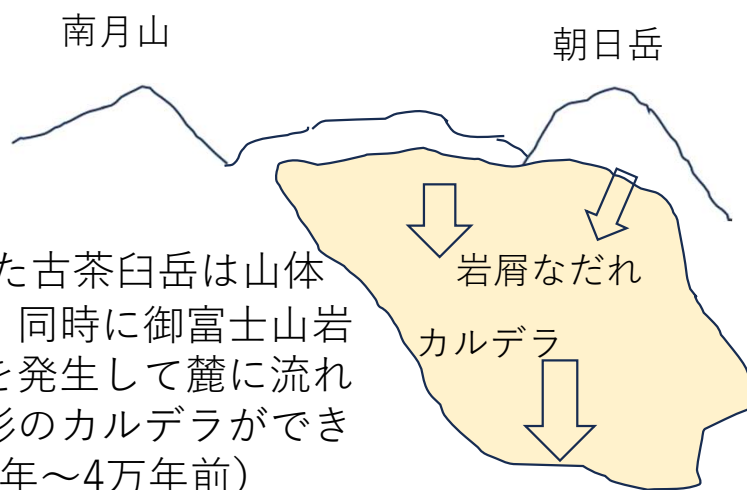 南月山
朝日岳
た古茶臼岳は山体
同時に御富士山岩
を発生して麓に流れ
形のカルデラができ
年～4万年前）
岩屑なだれ
カルデラ